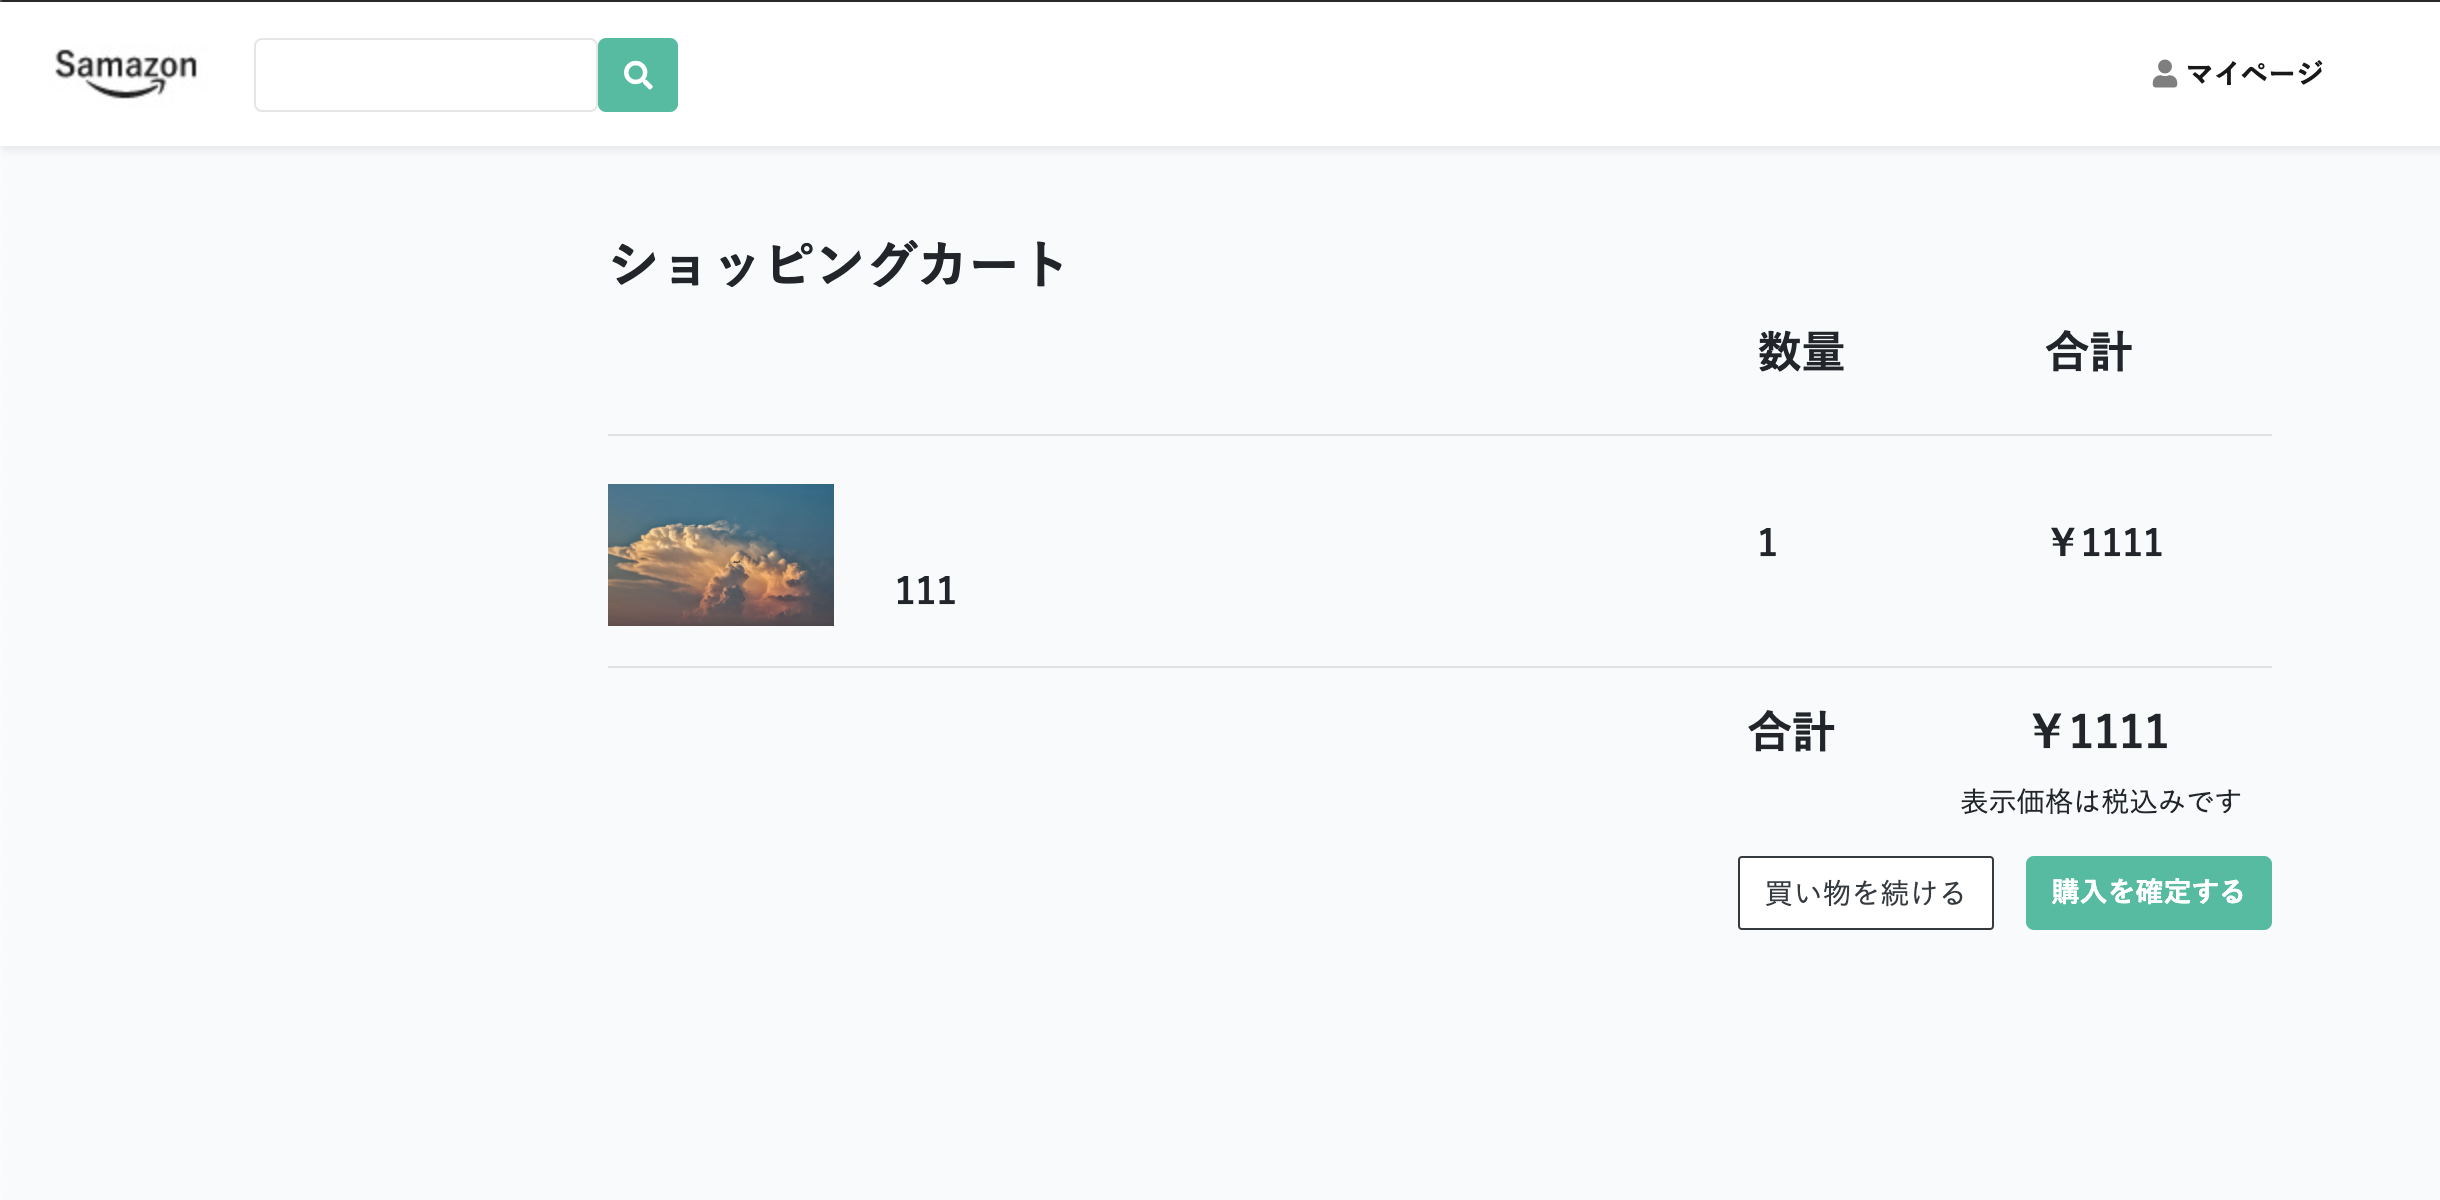 Samazon
マイページ
ショッピングカート
数量 合計
1 ￥1111
111
合計 ￥1111
表示価格は税込みです
買い物を続ける 購入を確定する